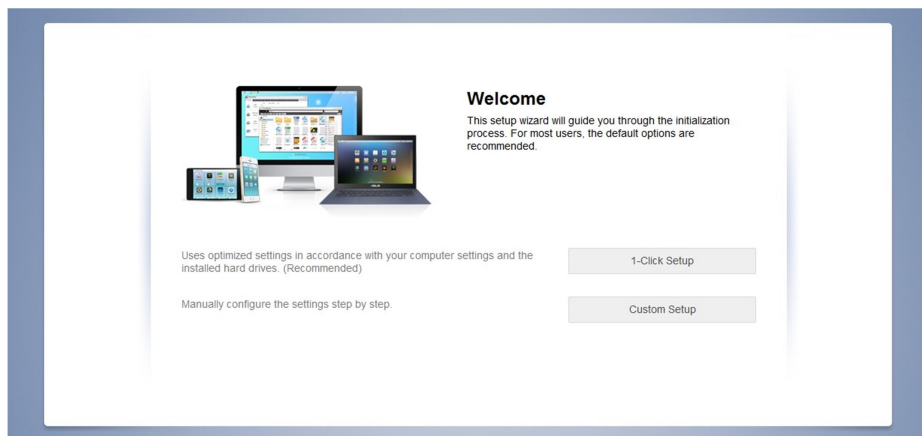 Welcome
This setup wizard will guide you through the initialization
process. For most users, the default options are
recommended.
Uses optimized settings in accordance with your computer settings and the
installed hard drives. (Recommended)
1-Click Setup
Manually configure the settings step by step.
Custom Setup